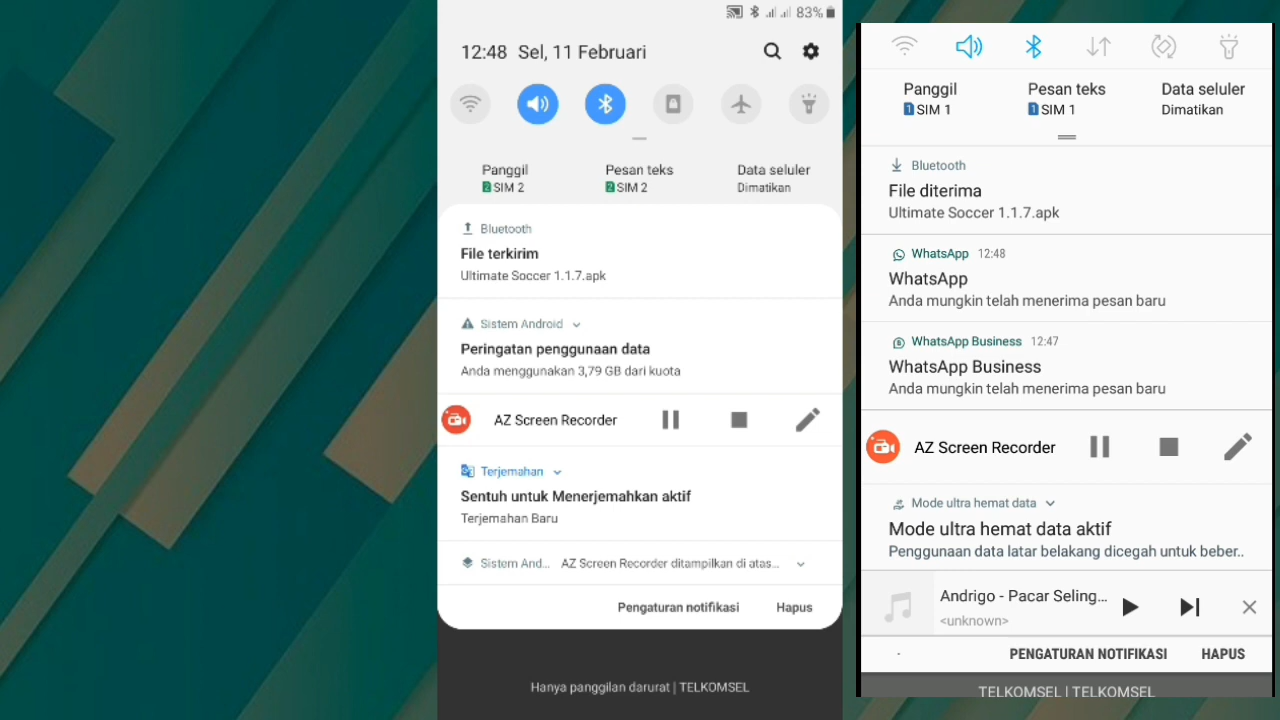 83%
12:48 Sel, 11 Februari
Panggil Pesan teks Data seluler
2 SIM 2 2 SIM 2 Dimatikan
Bluetooth
File terkirim
Ultimate Soccer 1.1.7.apk
Sistem Android
Peringatan penggunaan data
Anda menggunakan 3,79 GB dari kuota
AZ Screen Recorder
Terjemahan
Sentuh untuk Menerjemahkan aktif
Terjemahan Baru
Sistem And... AZ Screen Recorder ditampilkan di atas...
Pengaturan notifikasi Hapus
Hanya panggilan darurat | TELKOMSEL
Panggil Pesan teks Data seluler
1 SIM 1 1 SIM 1 Dimatikan
Bluetooth
File diterima
Ultimate Soccer 1.1.7.apk
WhatsApp 12:48
WhatsApp
Anda mungkin telah menerima pesan baru
WhatsApp Business 12:47
WhatsApp Business
Anda mungkin telah menerima pesan baru
AZ Screen Recorder
Mode ultra hemat data
Mode ultra hemat data aktif
Penggunaan data latar belakang dicegah untuk beber..
Andrigo - Pacar Seling...
<unknown>
PENGATURAN NOTIFIKASI HAPUS
TELKOMSEL | TELKOMSEL